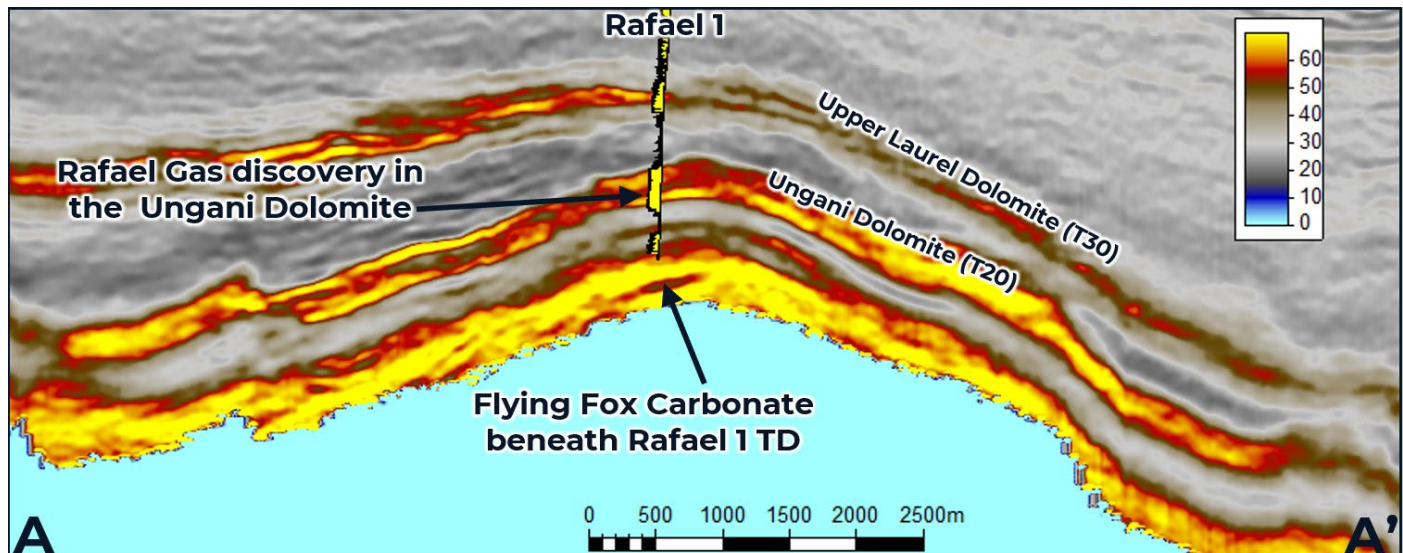 Rafael 1
60
50
40
30
20
10
0
Upper Laurel Dolomite (T30)
Rafael Gas discovery in
the Ungani Dolomite
Ungani Dolomite (T20)
Flying Fox Carbonate
beneath Rafael 1 TD
0 500 1000 1500 2000 2500m
A A’